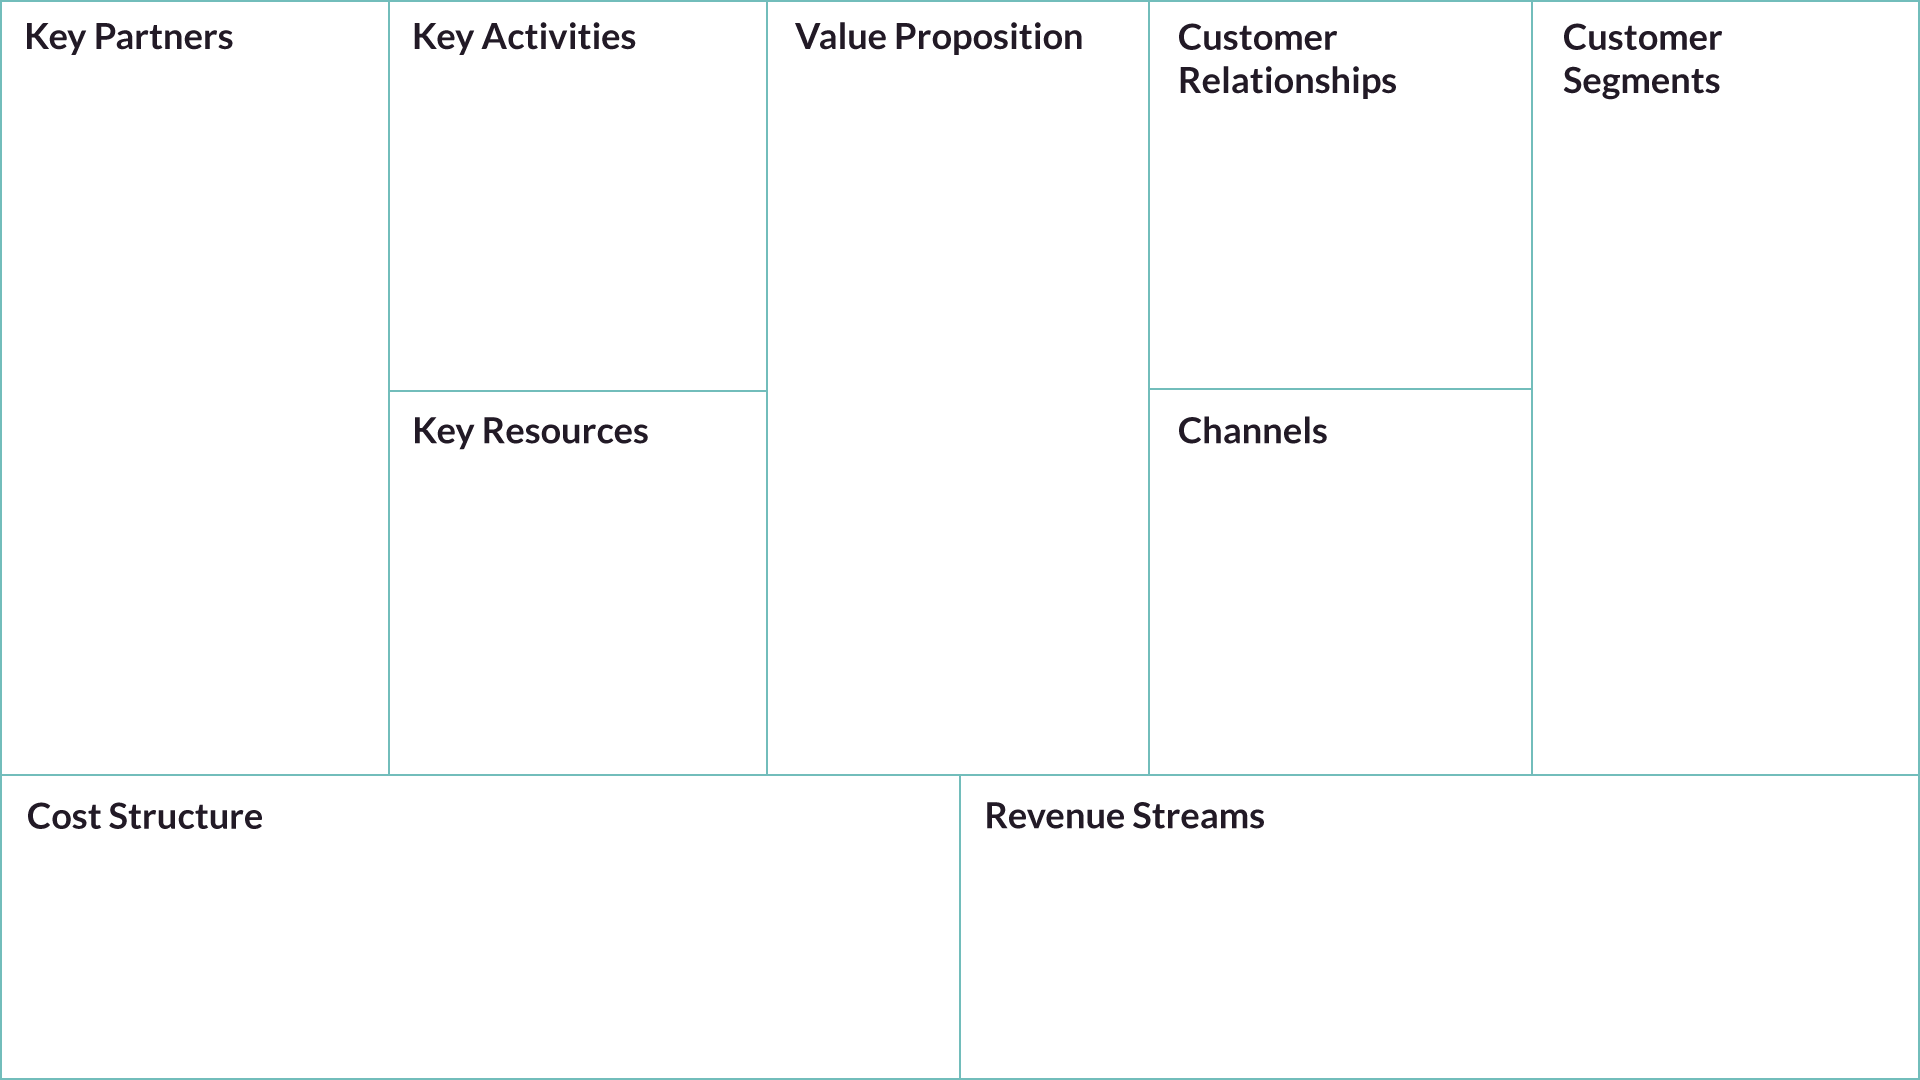 Key Partners
Key Activities
Key Resources
Value Proposition
Customer
Relationships
Channels
Customer
Segments
Cost Structure
Revenue Streams